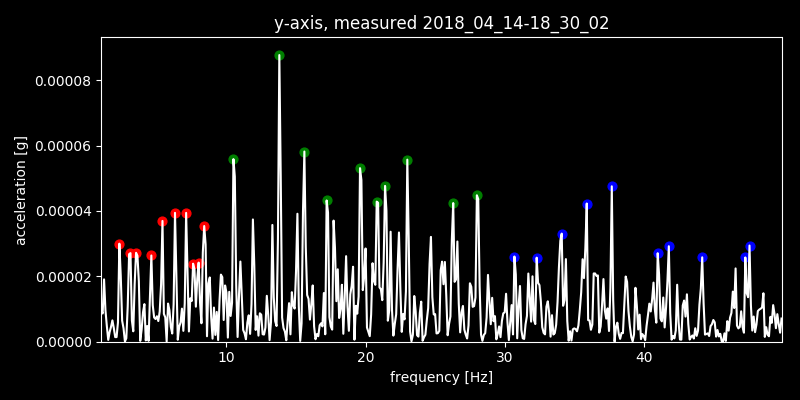 y-axis, measured 2018_04_14-18_30_02
0.00008
0.00006
0.00004
0.00002
0.00000
acceleration [g]
10 20 30 40
frequency [Hz]